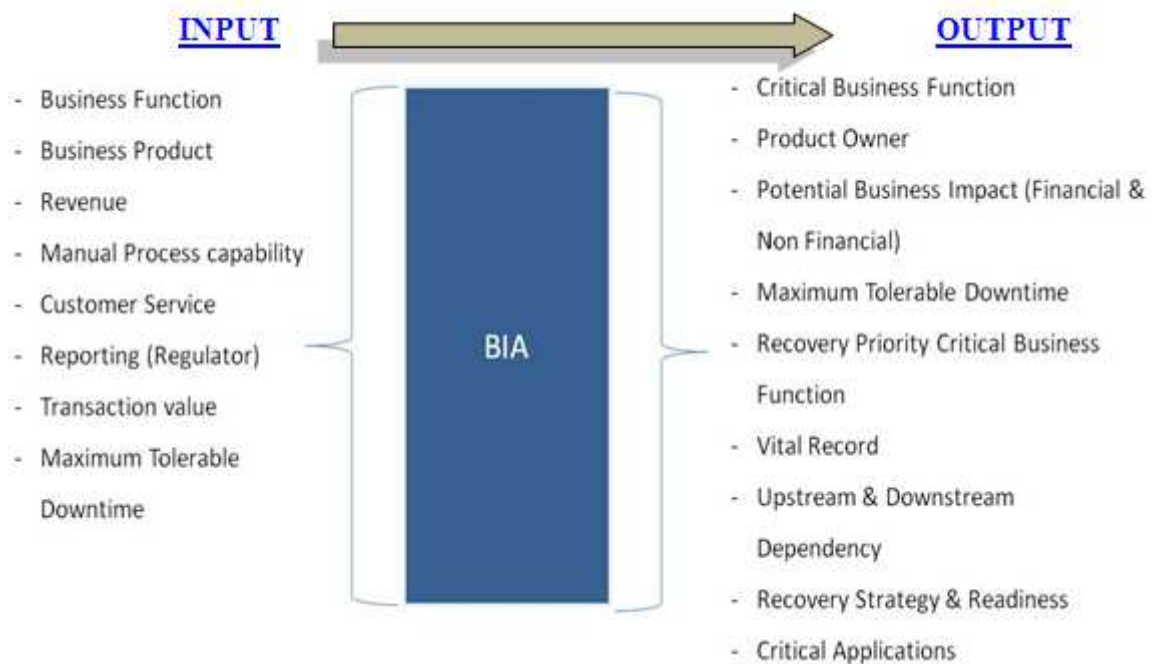 INPUT
OUTPUT
- Business Function
- Business Product
- Revenue
- Manual Process capability
- Customer Service
- Reporting (Regulator)
- Transaction value
- Maximum Tolerable
Downtime
BIA
- Critical Business Function
- Product Owner
- Potential Business Impact (Financial &
Non Financial)
- Maximum Tolerable Downtime
- Recovery Priority Critical Business
Function
- Vital Record
- Upstream & Downstream
Dependency
- Recovery Strategy & Readiness
- Critical Applications